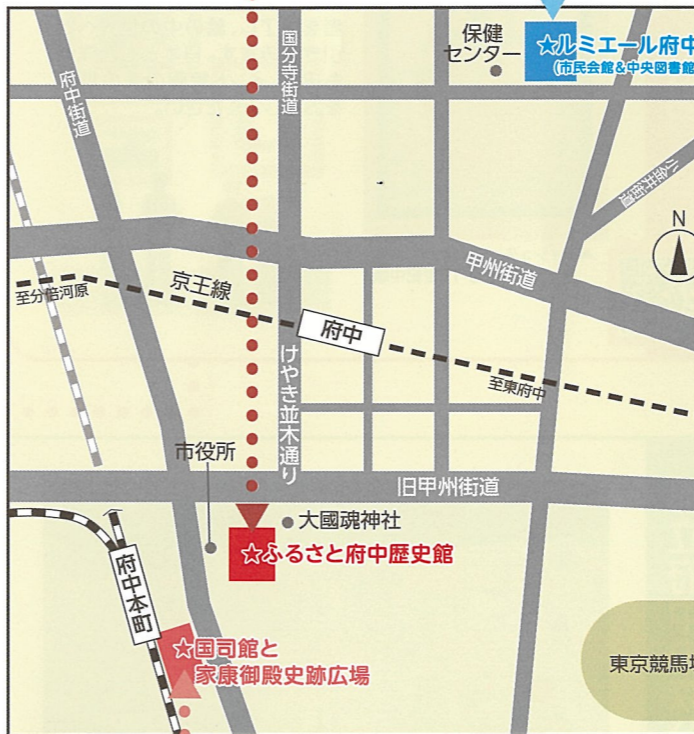 保健
センター
★ルミエール府中
(市民会館&中央図書館
国分寺街道
府中街道
小金井街道
N
甲州街道
京王線
至分倍河原
府中
至東府中
けやき並木通り
市役所
旧甲州街道
大國魂神社
☆ふるさと府中歴史館
府中本町
☆国司館と
家康御殿史跡広場
東京競馬